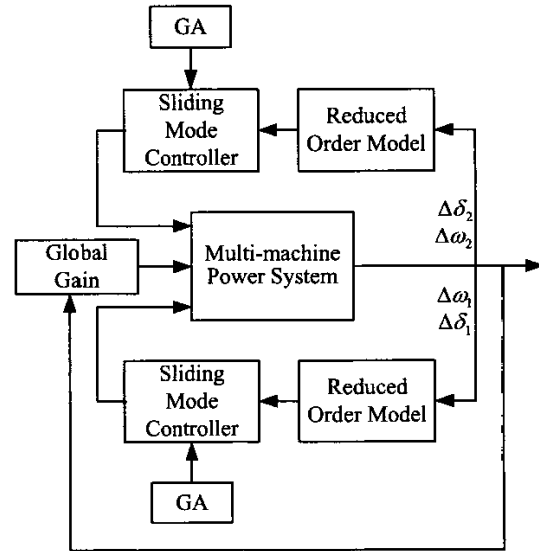 GA
Sliding
Mode
Controller
Reduced
Order Model
Δδ₂
Δω₂
Global
Gain
Multi-machine
Power System
Δω₁
Δδ₁
Sliding
Mode
Controller
Reduced
Order Model
GA